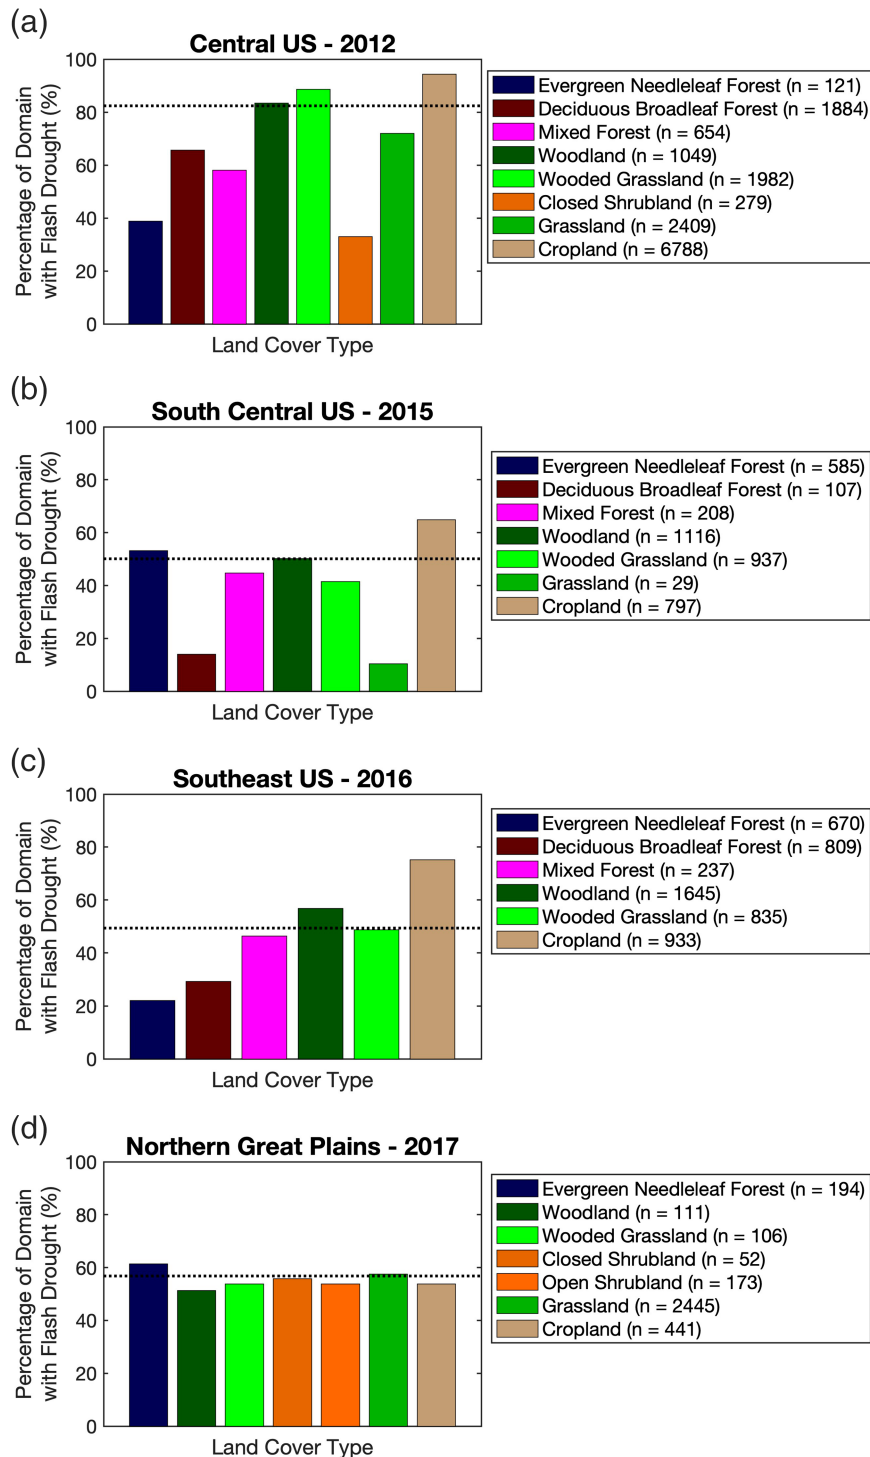 (a)
Central US - 2012
Percentage of Domain
with Flash Drought (%)
100
80
60
40
20
0
Land Cover Type
Evergreen Needleleaf Forest (n = 121)
Deciduous Broadleaf Forest (n = 1884)
Mixed Forest (n = 654)
Woodland (n = 1049)
Wooded Grassland (n = 1982)
Closed Shrubland (n = 279)
Grassland (n = 2409)
Cropland (n = 6788)
(b)
South Central US - 2015
Percentage of Domain
with Flash Drought (%)
100
80
60
40
20
0
Land Cover Type
Evergreen Needleleaf Forest (n = 585)
Deciduous Broadleaf Forest (n = 107)
Mixed Forest (n = 208)
Woodland (n = 1116)
Wooded Grassland (n = 937)
Grassland (n = 29)
Cropland (n = 797)
(c)
Southeast US - 2016
Percentage of Domain
with Flash Drought (%)
100
80
60
40
20
0
Land Cover Type
Evergreen Needleleaf Forest (n = 670)
Deciduous Broadleaf Forest (n = 809)
Mixed Forest (n = 237)
Woodland (n = 1645)
Wooded Grassland (n = 835)
Cropland (n = 933)
(d)
Northern Great Plains - 2017
Percentage of Domain
with Flash Drought (%)
100
80
60
40
20
0
Land Cover Type
Evergreen Needleleaf Forest (n = 194)
Woodland (n = 111)
Wooded Grassland (n = 106)
Closed Shrubland (n = 52)
Open Shrubland (n = 173)
Grassland (n = 2445)
Cropland (n = 441)